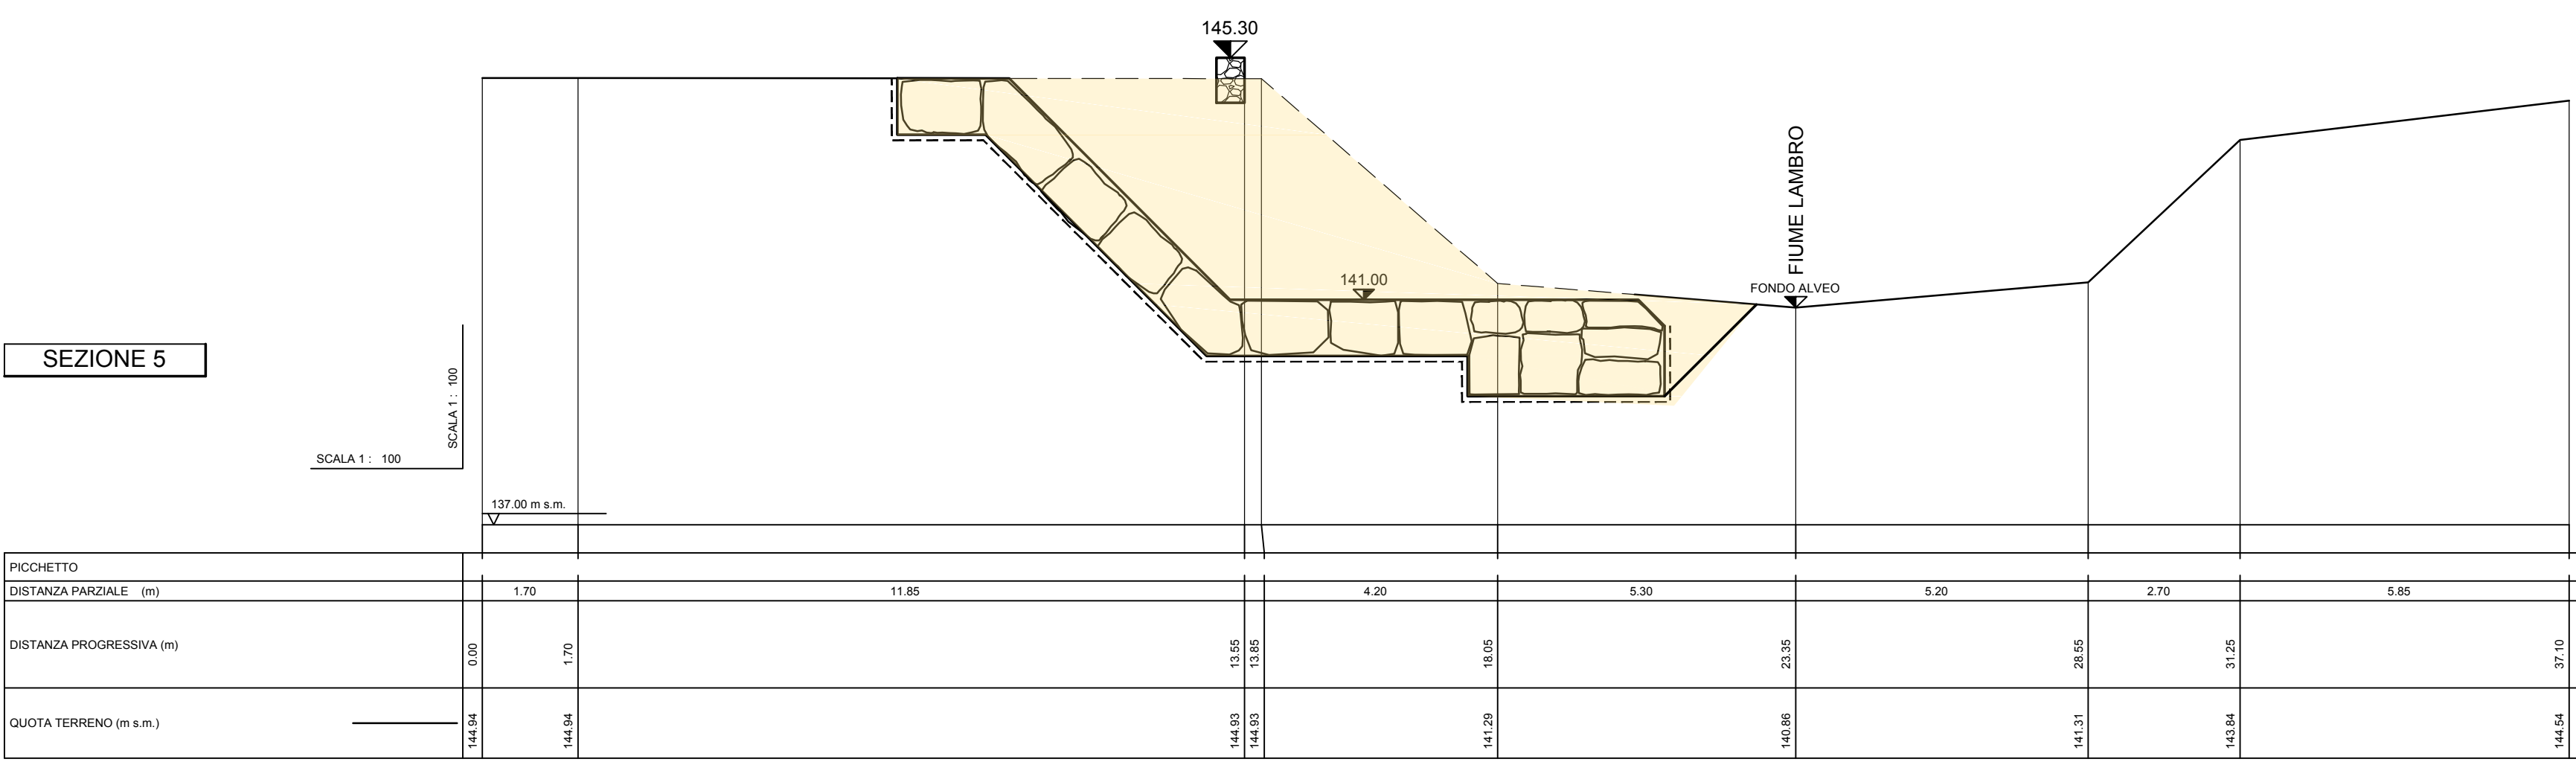 145.30
FIUME LAMBRO
141.00
FONDO ALVEO
SEZIONE 5
SCALA 1 : 100
SCALA 1 : 100
137.00 m s.m.
PICCHETTO
DISTANZA PARZIALE (m) 1.70 11.85 4.20 5.30 5.20 2.70 5.85
DISTANZA PROGRESSIVA (m) 0.00 1.70 13.55 13.85 18.05 23.35 28.55 31.25 37.10
QUOTA TERRENO (m s.m.) 144.94 144.94 144.93 144.93 141.29 140.86 141.31 143.84 144.54